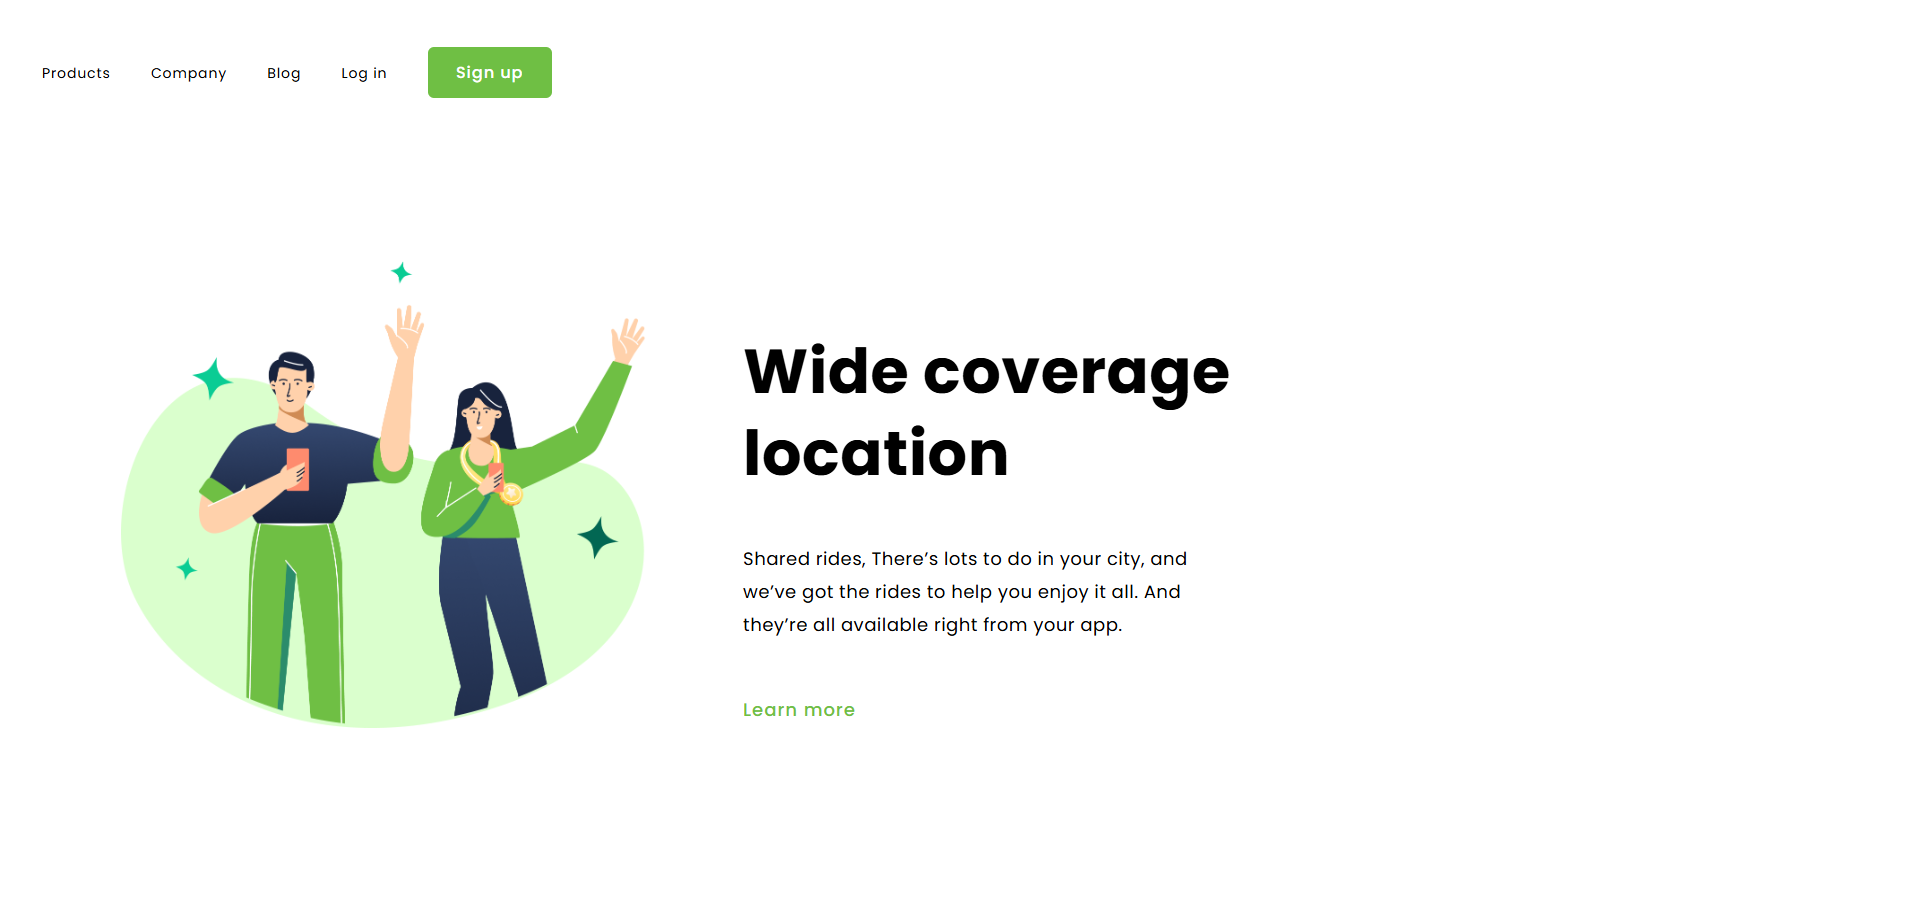 Products Company Blog Log in Sign up
Wide coverage
location
Shared rides, There’s lots to do in your city, and
we’ve got the rides to help you enjoy it all. And
they’re all available right from your app.
Learn more